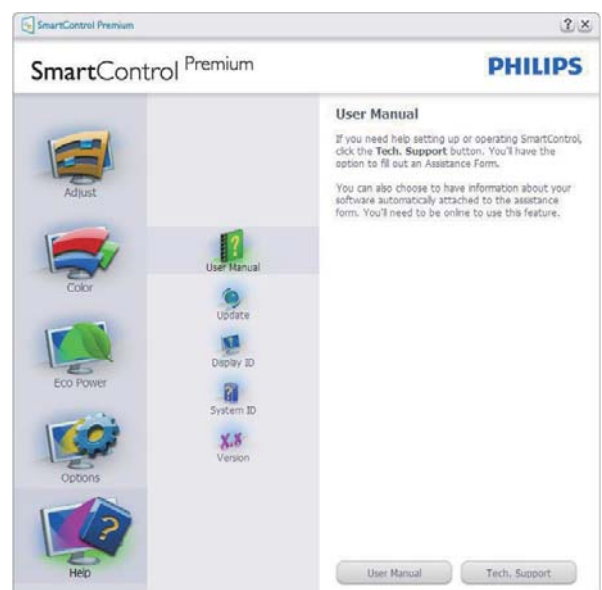 SmartControl Premium
SmartControl Premium
PHILIPS
Adjust
Color
Eco Power
Options
Help
User Manual
Update
Display ID
System ID
X.X
Version
User Manual
If you need help setting up or operating SmartControl,
click the Tech. Support button. You'll have the
option to fill out an Assistance Form.
You can also choose to have information about your
software automatically attached to the assistance
form. You'll need to be online to use this feature.
User Manual
Tech. Support